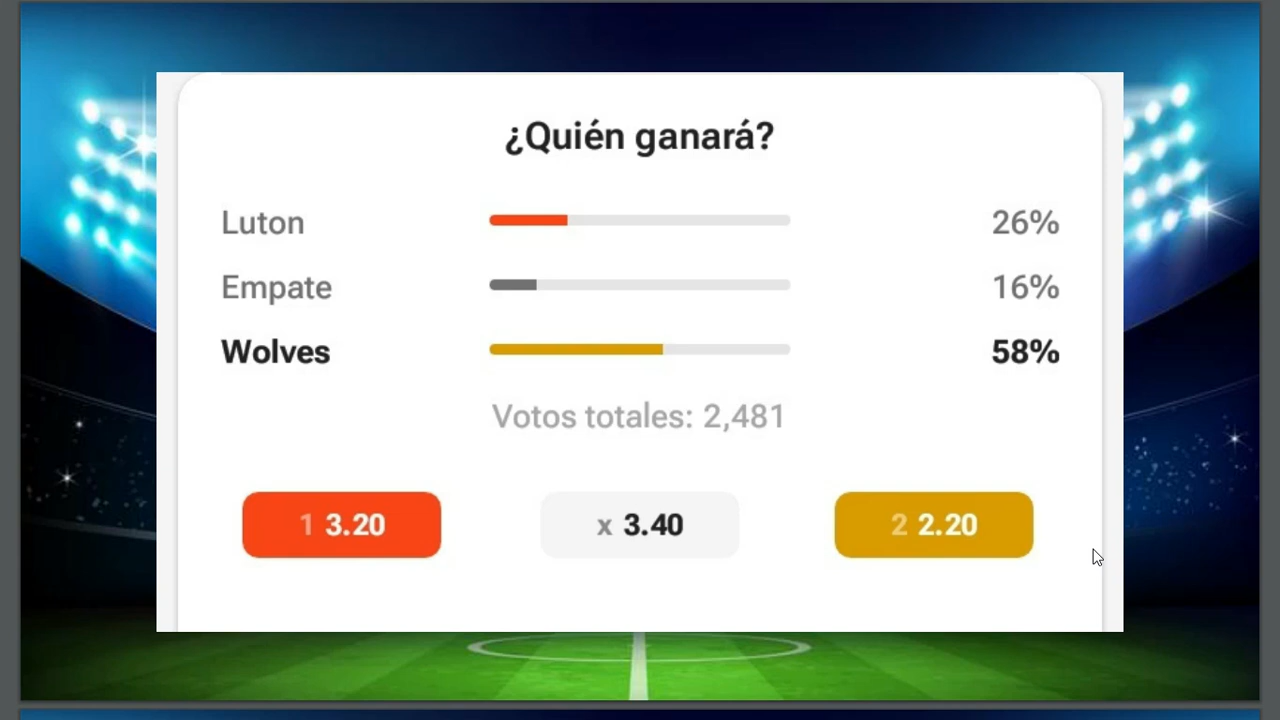 ¿Quién ganará?
Luton 26%
Empate 16%
Wolves 58%
Votos totales: 2,481
1 3.20 x 3.40 2 2.20